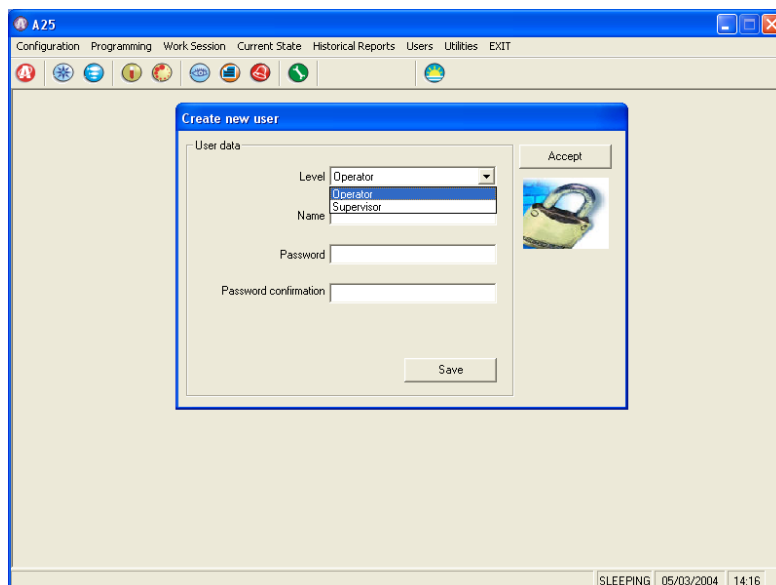 A25
Configuration Programming Work Session Current State Historical Reports Users Utilities EXIT
Create new user
User data
Accept
Level Operator
Operator
Supervisor
Name
Password
Password confirmation
Save
SLEEPING 05/03/2004 14:16